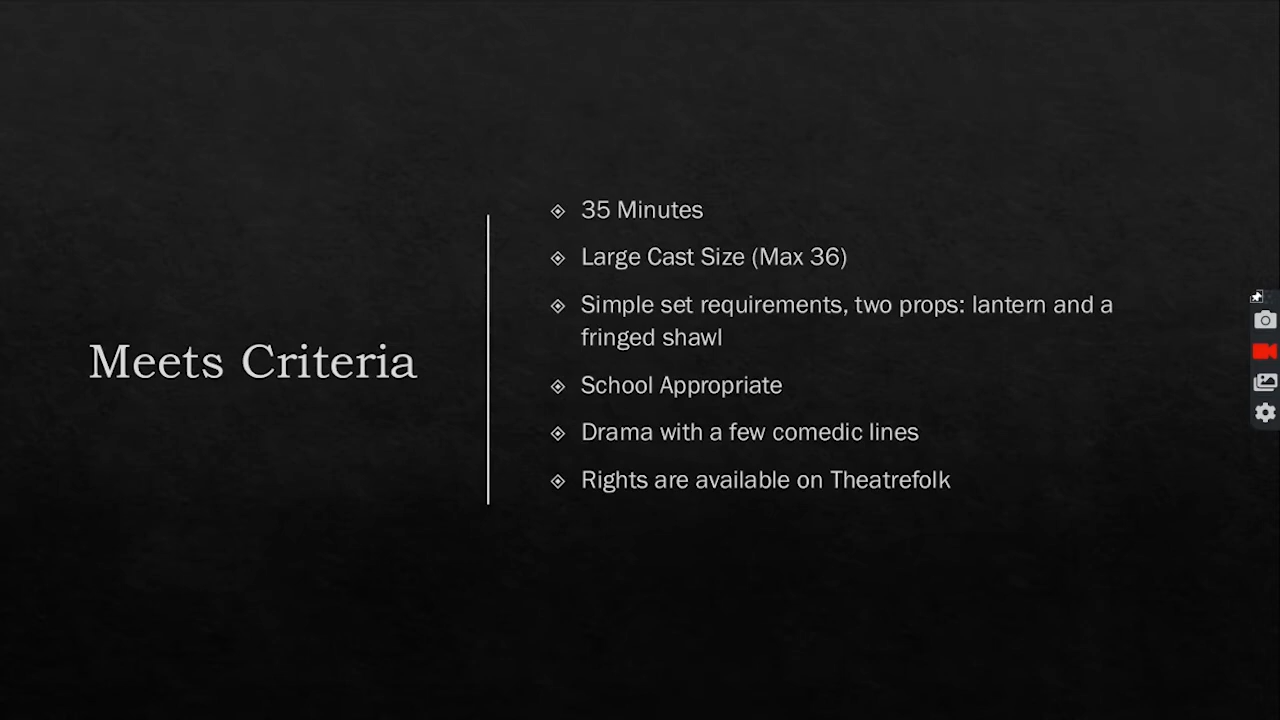 Meets Criteria
35 Minutes
Large Cast Size (Max 36)
Simple set requirements, two props: lantern and a
fringed shawl
School Appropriate
Drama with a few comedic lines
Rights are available on Theatrefolk